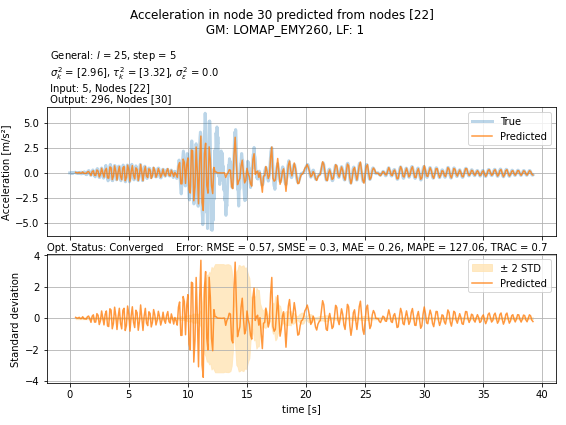 Acceleration in node 30 predicted from nodes [22]
GM: LOMAP_EMY260, LF: 1
General: l = 25, step = 5
σ²ₖ = [2.96], τ²ₖ = [3.32], σ²ε = 0.0
Input: 5, Nodes [22]
Output: 296, Nodes [30]
5.0
2.5
0.0
−2.5
−5.0
Acceleration [m/s²]
True
Predicted
Opt. Status: Converged    Error: RMSE = 0.57, SMSE = 0.3, MAE = 0.26, MAPE = 127.06, TRAC = 0.7
4
2
0
−2
−4
Standard deviation
± 2 STD
Predicted
0 5 10 15 20 25 30 35 40
time [s]